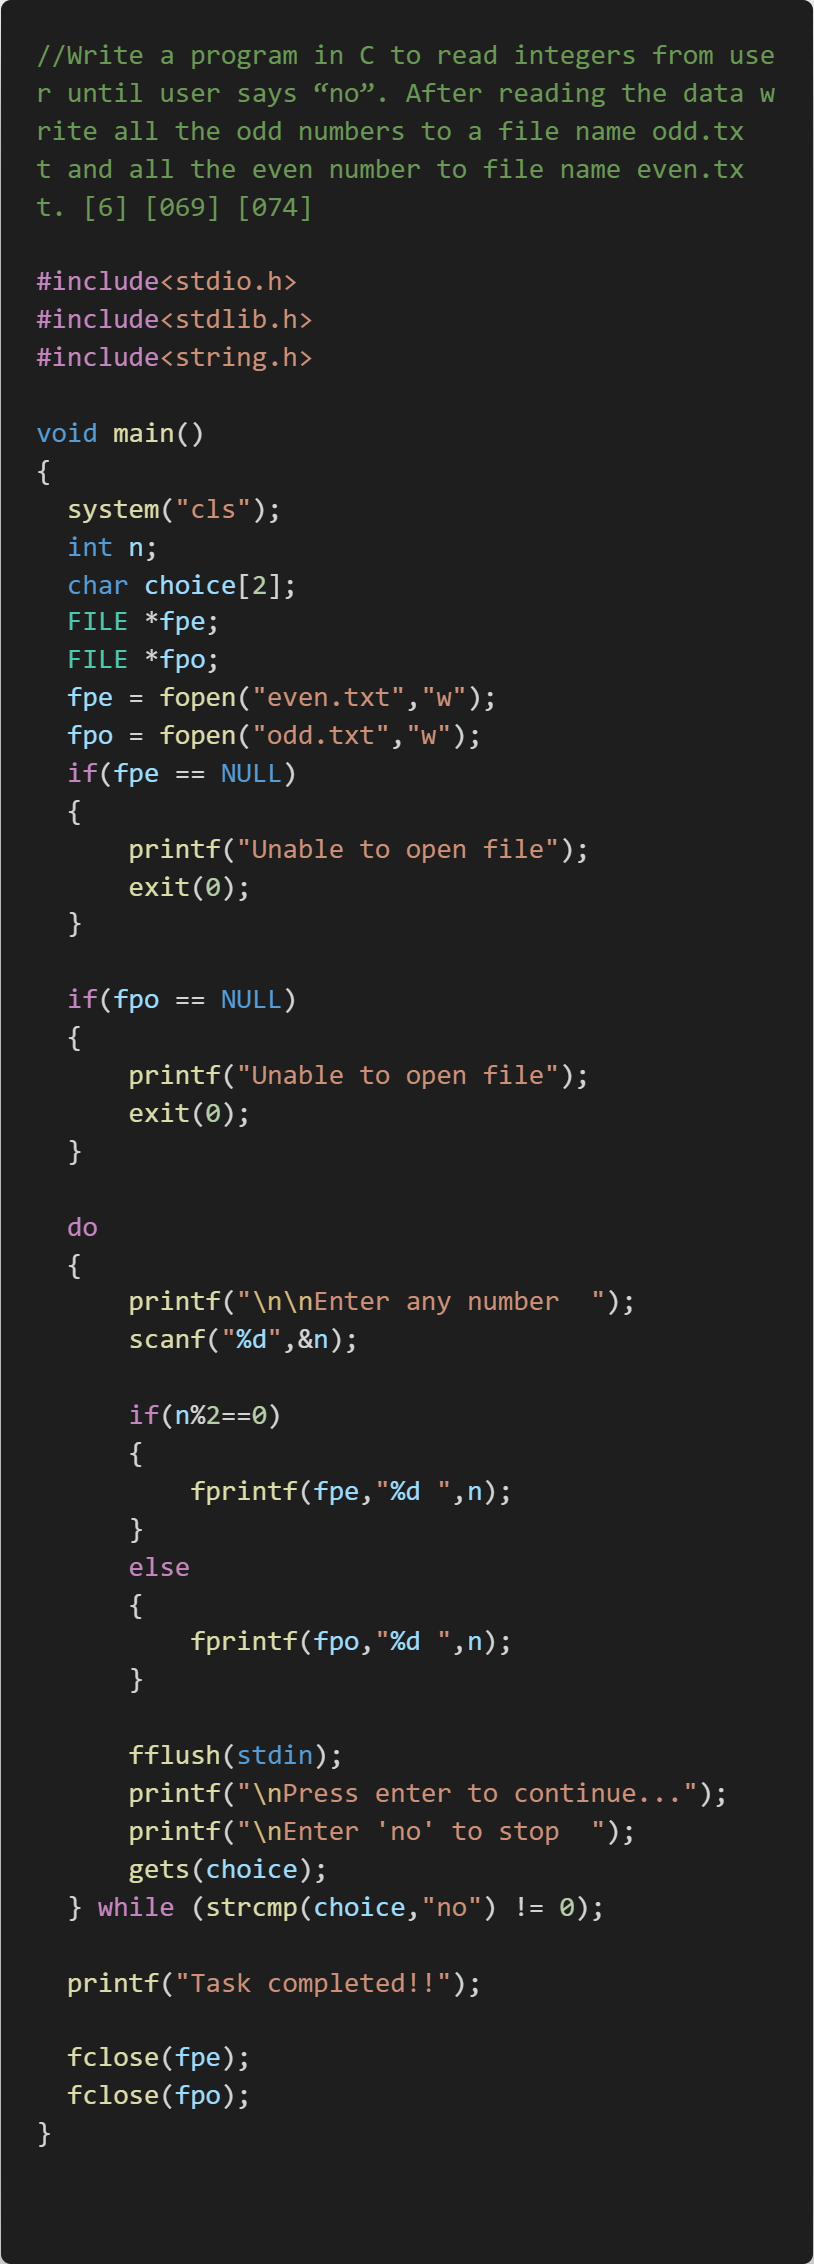 //Write a program in C to read integers from use
r until user says “no”. After reading the data w
rite all the odd numbers to a file name odd.tx
t and all the even number to file name even.tx
t. [6] [069] [074]

#include<stdio.h>
#include<stdlib.h>
#include<string.h>

void main()
{
  system("cls");
  int n;
  char choice[2];
  FILE *fpe;
  FILE *fpo;
  fpe = fopen("even.txt","w");
  fpo = fopen("odd.txt","w");
  if(fpe == NULL)
  {
      printf("Unable to open file");
      exit(0);
  }

  if(fpo == NULL)
  {
      printf("Unable to open file");
      exit(0);
  }

  do
  {
      printf("\n\nEnter any number  ");
      scanf("%d",&n);

      if(n%2==0)
      {
          fprintf(fpe,"%d ",n);
      }
      else
      {
          fprintf(fpo,"%d ",n);
      }

      fflush(stdin);
      printf("\nPress enter to continue...");
      printf("\nEnter 'no' to stop  ");
      gets(choice);
  } while (strcmp(choice,"no") != 0);

  printf("Task completed!!");

  fclose(fpe);
  fclose(fpo);
}